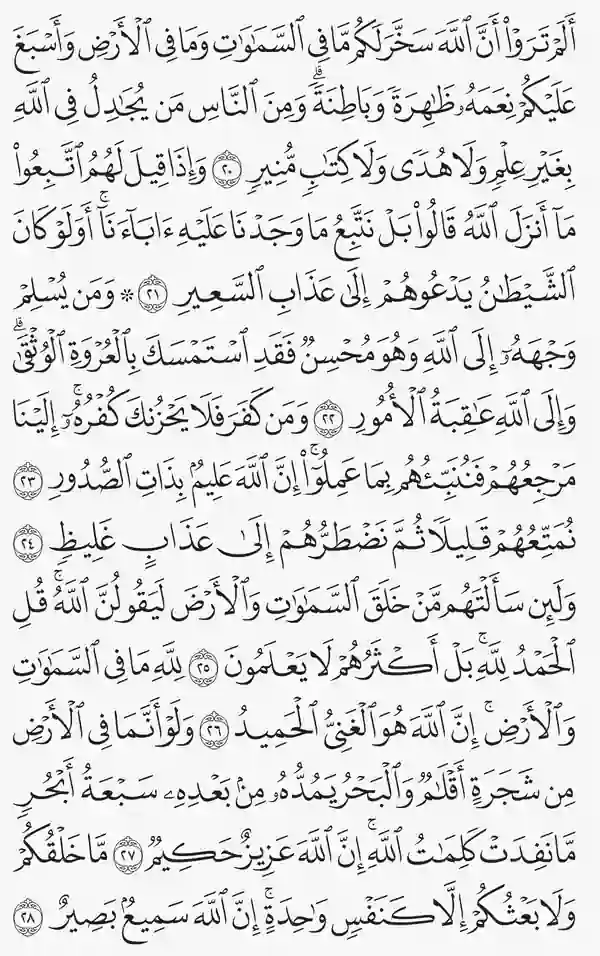 أَلَمْ تَرَوْا۟ أَنَّ ٱللَّهَ سَخَّرَ لَكُم مَّا فِي ٱلسَّمَٰوَٰتِ وَمَا فِي ٱلْأَرْضِ وَأَسْبَغَ
عَلَيْكُمْ نِعَمَهُۥ ظَٰهِرَةً وَبَاطِنَةًۗ وَمِنَ ٱلنَّاسِ مَن يُجَٰدِلُ فِي ٱللَّهِ
بِغَيْرِ عِلْمٍ وَلَا هُدًى وَلَا كِتَٰبٍ مُّنِيرٍ ٢٠ وَإِذَا قِيلَ لَهُمُ ٱتَّبِعُوا۟
مَآ أَنزَلَ ٱللَّهُ قَالُوا۟ بَلْ نَتَّبِعُ مَا وَجَدْنَا عَلَيْهِ ءَابَآءَنَآۚ أَوَلَوْ كَانَ
ٱلشَّيْطَٰنُ يَدْعُوهُمْ إِلَىٰ عَذَابِ ٱلسَّعِيرِ ٢١ ۞ وَمَن يُسْلِمْ
وَجْهَهُۥٓ إِلَى ٱللَّهِ وَهُوَ مُحْسِنٌ فَقَدِ ٱسْتَمْسَكَ بِٱلْعُرْوَةِ ٱلْوُثْقَىٰۗ
وَإِلَى ٱللَّهِ عَٰقِبَةُ ٱلْأُمُورِ ٢٢ وَمَن كَفَرَ فَلَا يَحْزُنكَ كُفْرُهُۥٓۚ إِلَيْنَا
مَرْجِعُهُمْ فَنُنَبِّئُهُم بِمَا عَمِلُوٓا۟ۚ إِنَّ ٱللَّهَ عَلِيمٌۢ بِذَاتِ ٱلصُّدُورِ ٢٣
نُمَتِّعُهُمْ قَلِيلًا ثُمَّ نَضْطَرُّهُمْ إِلَىٰ عَذَابٍ غَلِيظٍ ٢٤
وَلَئِن سَأَلْتَهُم مَّنْ خَلَقَ ٱلسَّمَٰوَٰتِ وَٱلْأَرْضَ لَيَقُولُنَّ ٱللَّهُۚ قُلِ
ٱلْحَمْدُ لِلَّهِۚ بَلْ أَكْثَرُهُمْ لَا يَعْلَمُونَ ٢٥ لِلَّهِ مَا فِي ٱلسَّمَٰوَٰتِ
وَٱلْأَرْضِۚ إِنَّ ٱللَّهَ هُوَ ٱلْغَنِيُّ ٱلْحَمِيدُ ٢٦ وَلَوْ أَنَّمَا فِي ٱلْأَرْضِ
مِن شَجَرَةٍ أَقْلَٰمٌ وَٱلْبَحْرُ يَمُدُّهُۥ مِنۢ بَعْدِهِۦ سَبْعَةُ أَبْحُرٍ
مَّا نَفِدَتْ كَلِمَٰتُ ٱللَّهِۚ إِنَّ ٱللَّهَ عَزِيزٌ حَكِيمٌ ٢٧ مَّا خَلْقُكُمْ
وَلَا بَعْثُكُمْ إِلَّا كَنَفْسٍ وَٰحِدَةٍۚ إِنَّ ٱللَّهَ سَمِيعٌۢ بَصِيرٌ ٢٨